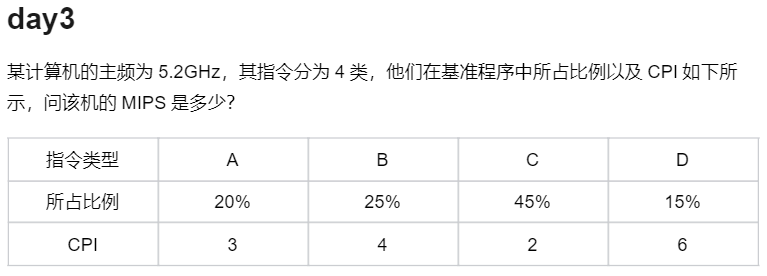 day3
某计算机的主频为 5.2GHz，其指令分为 4 类，他们在基准程序中所占比例以及 CPI 如下所
示，问该机的 MIPS 是多少？
指令类型 A B C D
所占比例 20% 25% 45% 15%
CPI 3 4 2 6